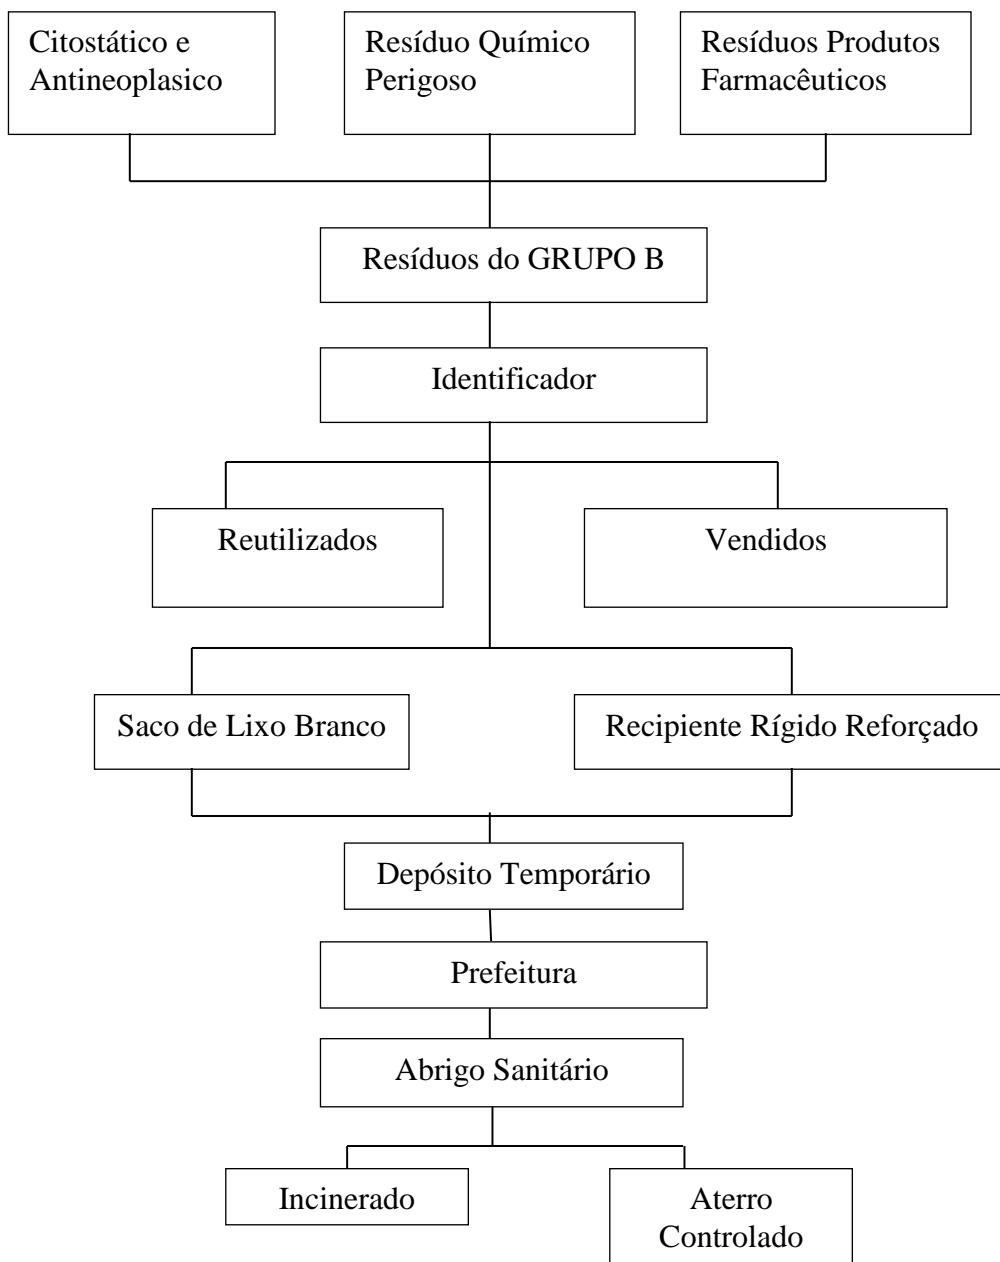 Citostático e
Antineoplasico
Resíduo Químico
Perigoso
Resíduos Produtos
Farmacêuticos
Resíduos do GRUPO B
Identificador
Reutilizados
Vendidos
Saco de Lixo Branco
Recipiente Rígido Reforçado
Depósito Temporário
Prefeitura
Abrigo Sanitário
Incinerado
Aterro
Controlado